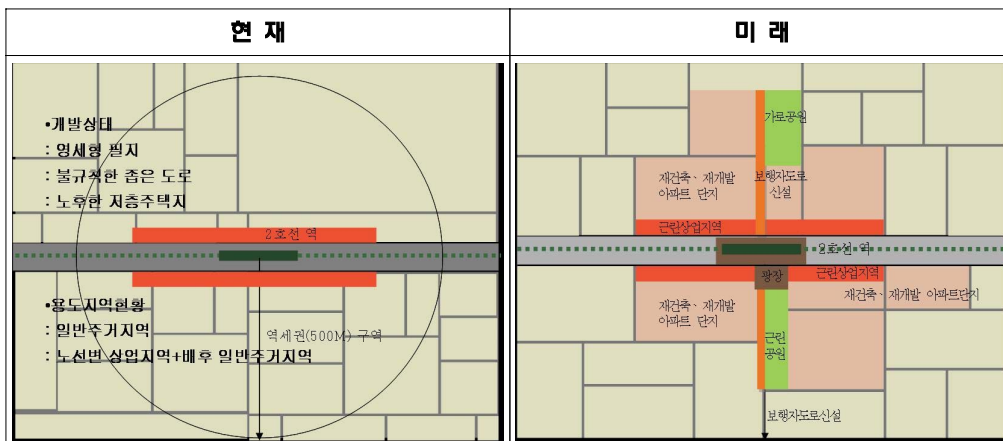 현 재
미 래
•개발상태
: 영세형 필지
: 불규칙한 좁은 도로
: 노후한 저층주택지
2호선 역
•용도지역현황
: 일반주거지역
: 노선변 상업지역+배후 일반주거지역
역세권(500M) 구역
가로공원
재건축、재개발
아파트 단지
보행자도로
신설
근린상업지역
2호선 역
광장
근린상업지역
재건축、재개발
아파트 단지
재건축、재개발 아파트단지
근린
공원
보행자도로신설